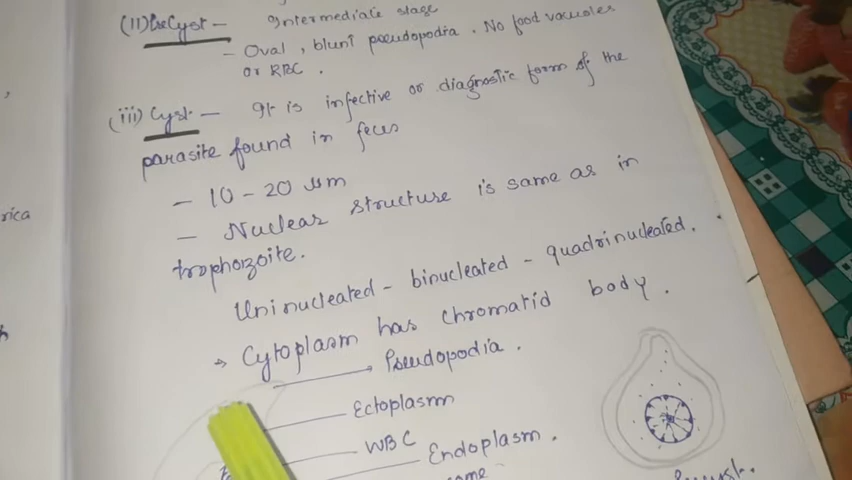 Intermediate stage
(ii) PreCyst -
- Oval, blunt pseudopodia. No food vacuoles
or RBC.
(iii) Cyst - It is infective or diagnostic form of the
parasite found in feces
- 10 - 20 um
- Nuclear structure is same as in
trophozoite.
Uninucleated - binucleated - quadrinucleated.
→ Cytoplasm has chromatid body.
Pseudopodia.
Ectoplasm
WBC
Endoplasm.
rica